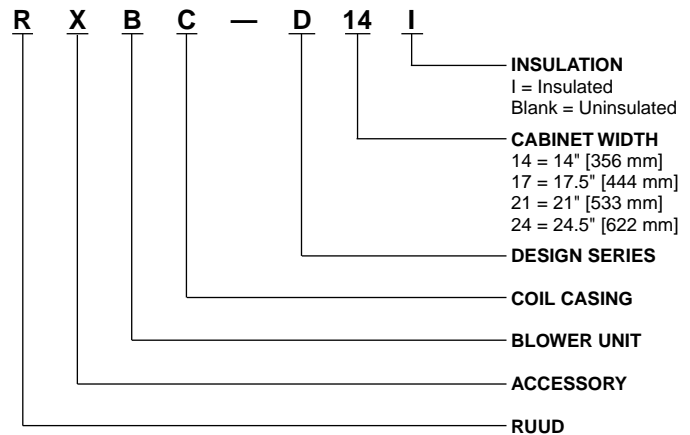 R X B C — D 14 I
INSULATION
I = Insulated
Blank = Uninsulated
CABINET WIDTH
14 = 14" [356 mm]
17 = 17.5" [444 mm]
21 = 21" [533 mm]
24 = 24.5" [622 mm]
DESIGN SERIES
COIL CASING
BLOWER UNIT
ACCESSORY
RUUD